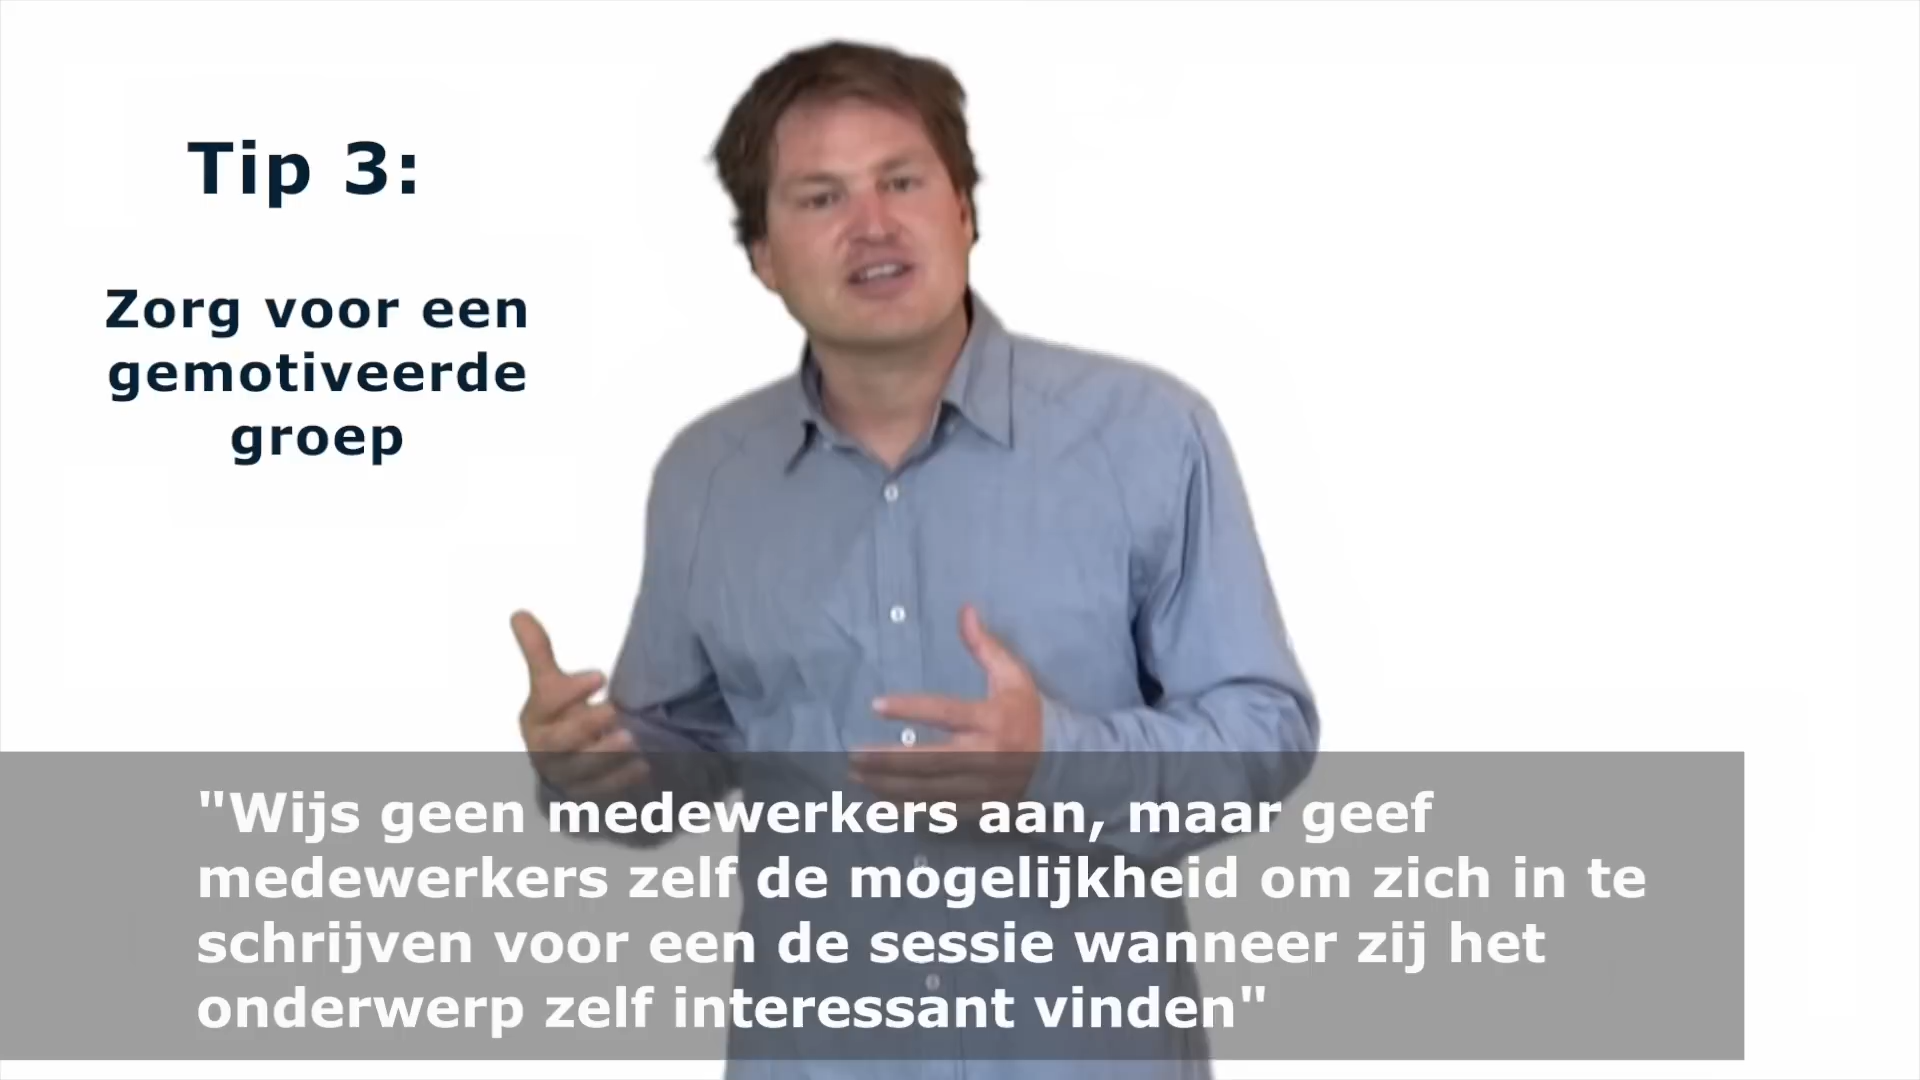 Tip 3:
Zorg voor een
gemotiveerde
groep
"Wijs geen medewerkers aan, maar geef
medewerkers zelf de mogelijkheid om zich in te
schrijven voor een de sessie wanneer zij het
onderwerp zelf interessant vinden"